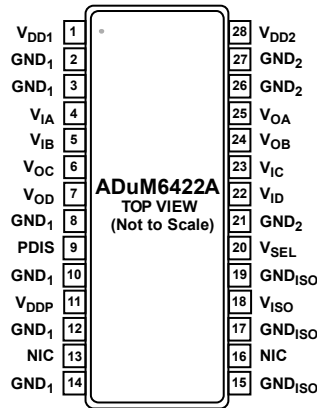 VDD1 1 28 VDD2
GND1 2 27 GND2
GND1 3 26 GND2
VIA 4 25 VOA
VIB 5 24 VOB
VOC 6 23 VIC
VOD 7 22 VID
ADuM6422A
TOP VIEW
(Not to Scale)
GND1 8 21 GND2
PDIS 9 20 VSEL
GND1 10 19 GNDISO
VDDP 11 18 VISO
GND1 12 17 GNDISO
NIC 13 16 NIC
GND1 14 15 GNDISO